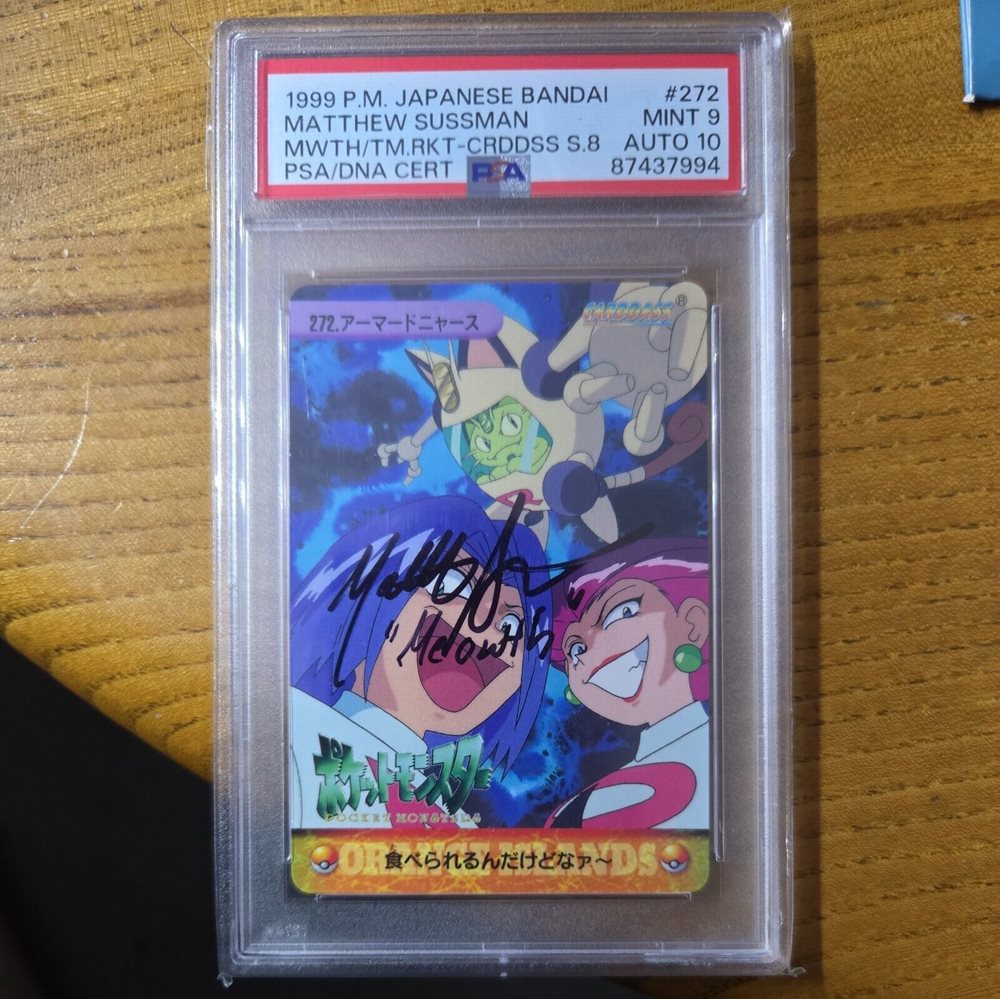 1999 P.M. JAPANESE BANDAI #272
MATTHEW SUSSMAN MINT 9
MWTH/TM.RKT-CRDDSS S.8 AUTO 10
PSA/DNA CERT PSA 87437994
272.アーマードニャース
CARDDASS®
"Meowth"
ポケットモンスター
POCKET MONSTERS
ORANGE ISLANDS
食べられるんだけどなァ～